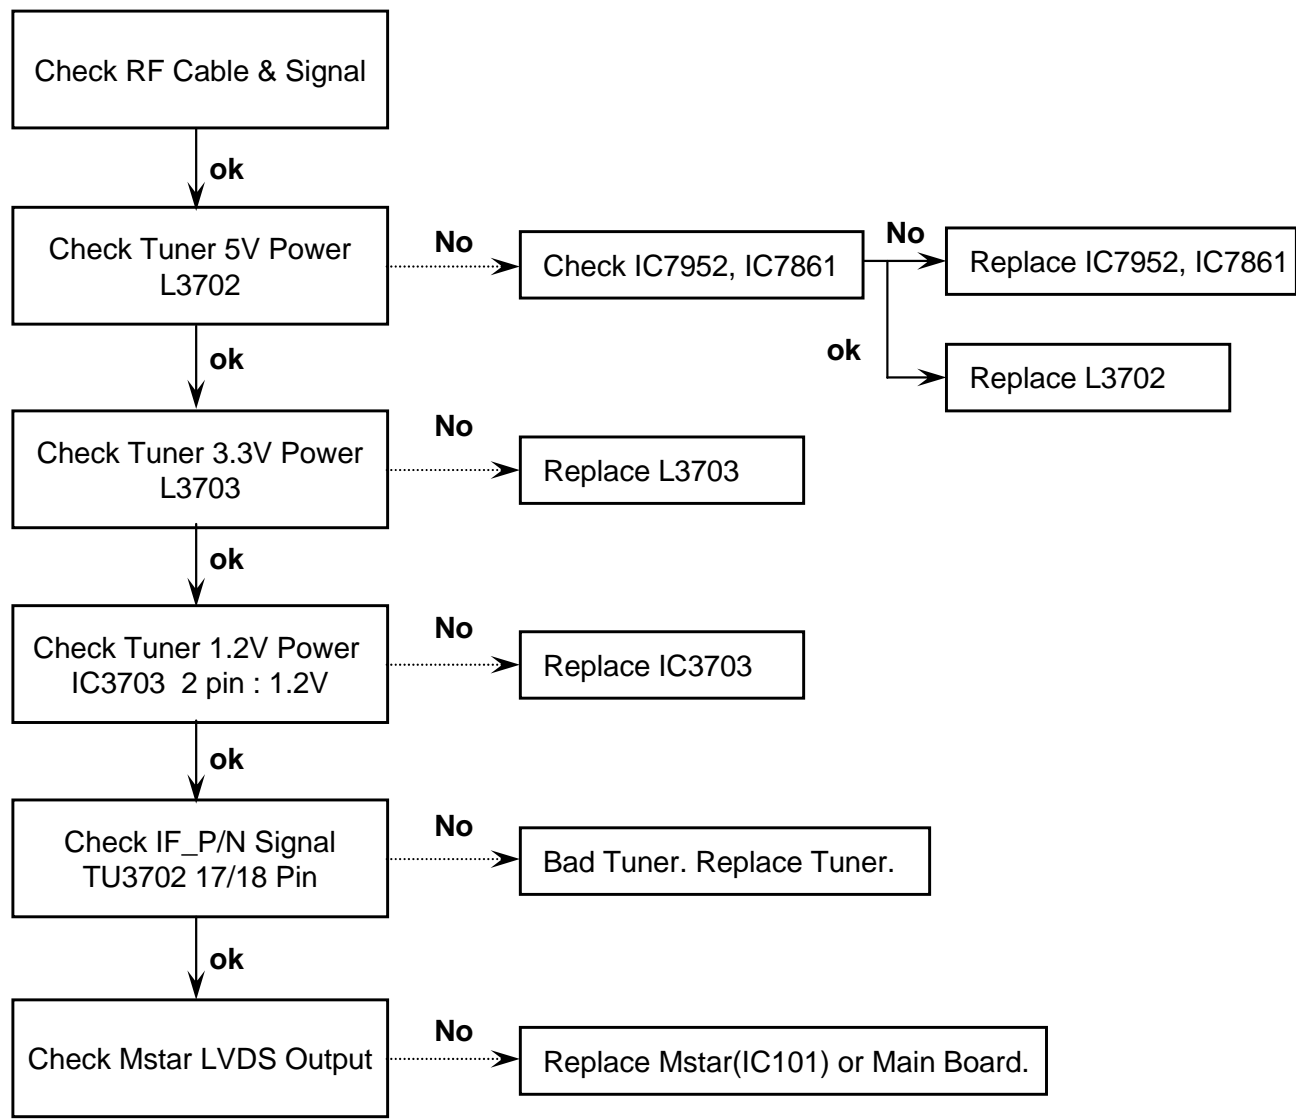 Check RF Cable & Signal
ok
Check Tuner 5V Power
L3702
No
Check IC7952, IC7861
No
Replace IC7952, IC7861
ok
Replace L3702
ok
Check Tuner 3.3V Power
L3703
No
Replace L3703
ok
Check Tuner 1.2V Power
IC3703  2 pin : 1.2V
No
Replace IC3703
ok
Check IF_P/N Signal
TU3702 17/18 Pin
No
Bad Tuner. Replace Tuner.
ok
Check Mstar LVDS Output
No
Replace Mstar(IC101) or Main Board.